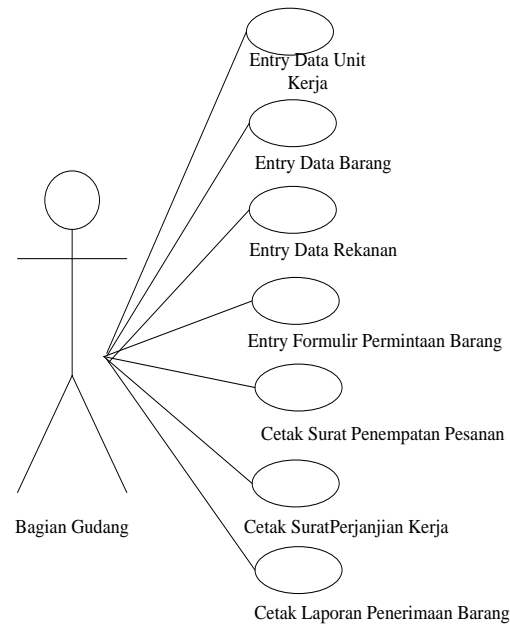 Entry Data Unit
Kerja
Entry Data Barang
Entry Data Rekanan
Entry Formulir Permintaan Barang
Cetak Surat Penempatan Pesanan
Bagian Gudang
Cetak SuratPerjanjian Kerja
Cetak Laporan Penerimaan Barang